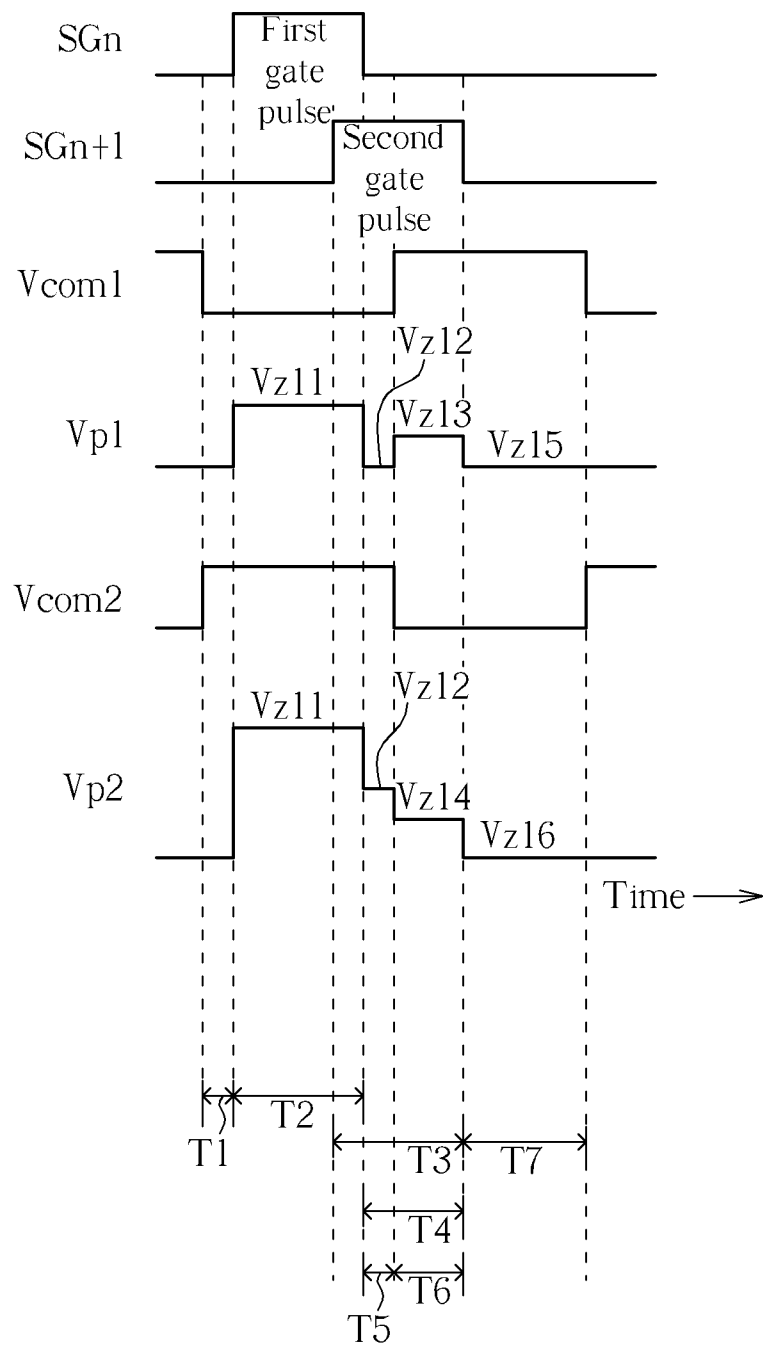 SGn
First
gate
pulse
SGn+1
Second
gate
pulse
Vcom1
Vz12
Vz11
Vz13
Vp1
Vz15
Vcom2
Vz12
Vz11
Vp2
Vz14
Vz16
Time
T1
T2
T3
T7
T4
T6
T5